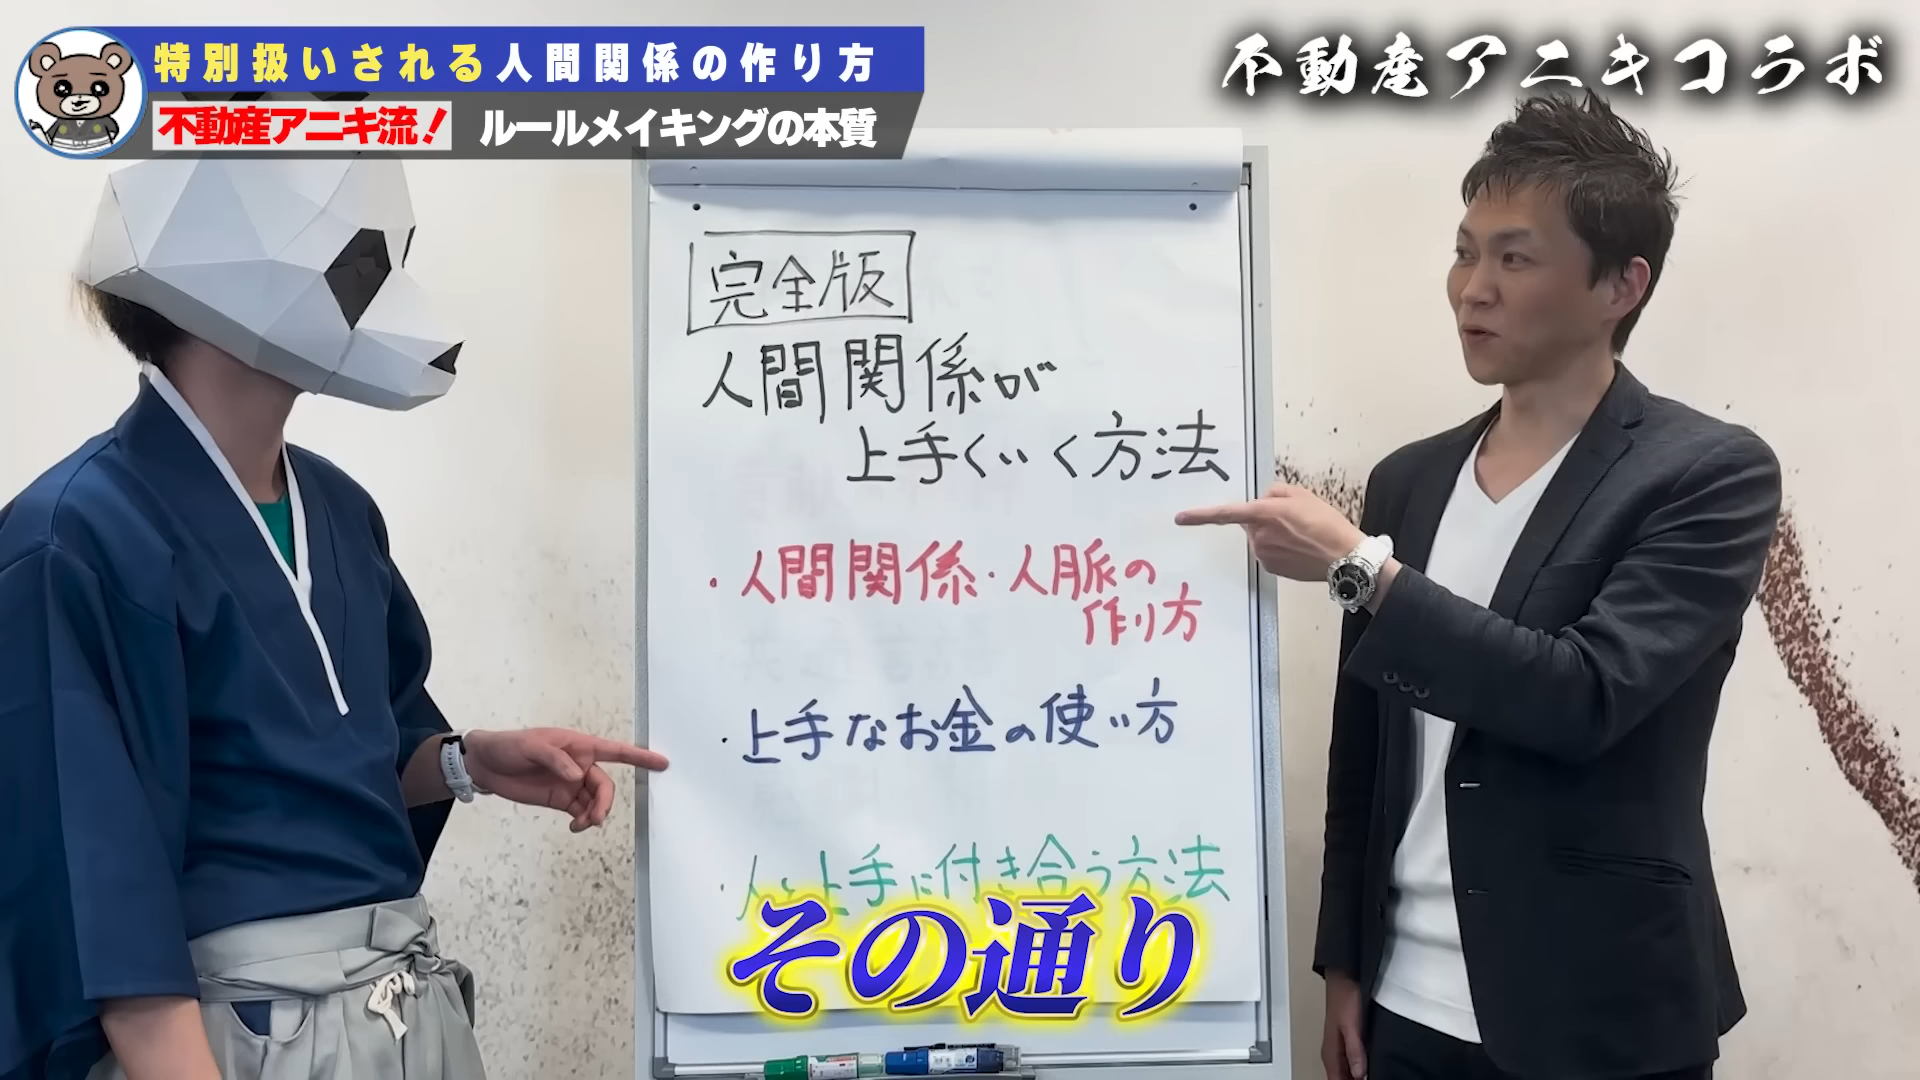 特別扱いされる人間関係の作り方
不動産アニキ流！ ルールメイキングの本質
不動産アニキコラボ
完全版
人間関係が
上手くいく方法
・人間関係・人脈の
作り方
・上手なお金の使い方
・人と上手に付き合う方法
その通り